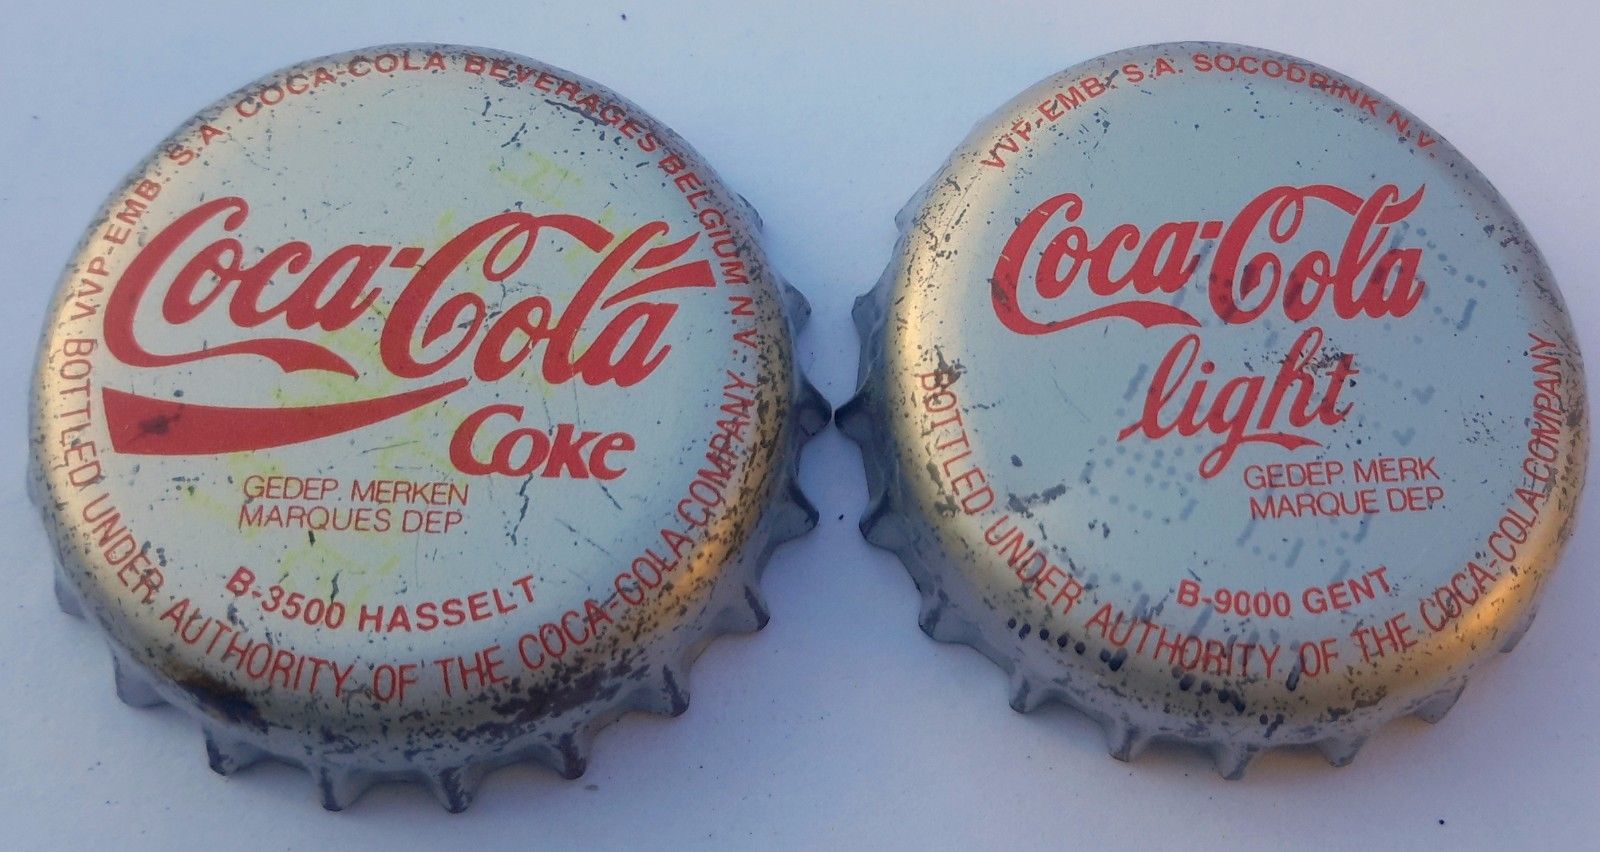 VVP-EMB. S.A. COCA-COLA BEVERAGES BELGIUM N.V.
Coca-Cola
Coke
GEDEP. MERKEN
MARQUES DEP.
B-3500 HASSELT
BOTTLED UNDER AUTHORITY OF THE COCA-COLA COMPANY
VVP-EMB. S.A. SOCODRINK N.V.
Coca-Cola
light
GEDEP. MERK
MARQUE DEP.
B-9000 GENT
BOTTLED UNDER AUTHORITY OF THE COCA-COLA COMPANY